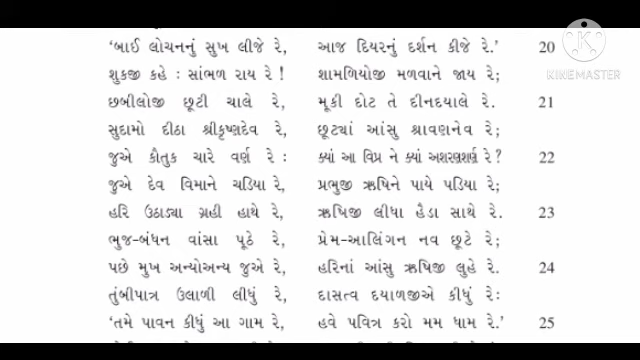 'બાઈ લોચનનું સુખ લીજે રે, આજ દિયરનું દર્શન કીજે રે.' 20
શુકજી કહે : સાંભળ રાય રે ! શામળિયોજી મળવાને જાય રે;
છબીલોજી છૂટી ચાલે રે, મૂકી દોટ તે દીનદયાલે રે. 21
સુદામો દીઠા શ્રીકૃષ્ણદેવ રે, છૂટ્યાં આંસુ શ્રાવણનેવ રે;
જુએ કૌતુક ચારે વર્ણ રે : ક્યાં આ વિપ્ર ને ક્યાં અશરણશર્ણ રે ? 22
જુએ દેવ વિમાને ચડિયા રે, પ્રભુજી ઋષિને પાયે પડિયા રે;
હરિ ઉઠાડ્યા ગ્રહી હાથે રે, ઋષિજી લીધા હૈડા સાથે રે. 23
ભુજ-બંધન વાંસા પૂઠે રે, પ્રેમ-આલિંગન નવ છૂટે રે;
પછે મુખ અન્યોઅન્ય જુએ રે, હરિનાં આંસુ ઋષિજી લુહે રે. 24
તુંબીપાત્ર ઉલાળી લીધું રે, દાસત્વ દયાળજીએ કીધું રેઃ
'તમે પાવન કીધું આ ગામ રે, હવે પવિત્ર કરો મમ ધામ રે.' 25
KINEMASTER